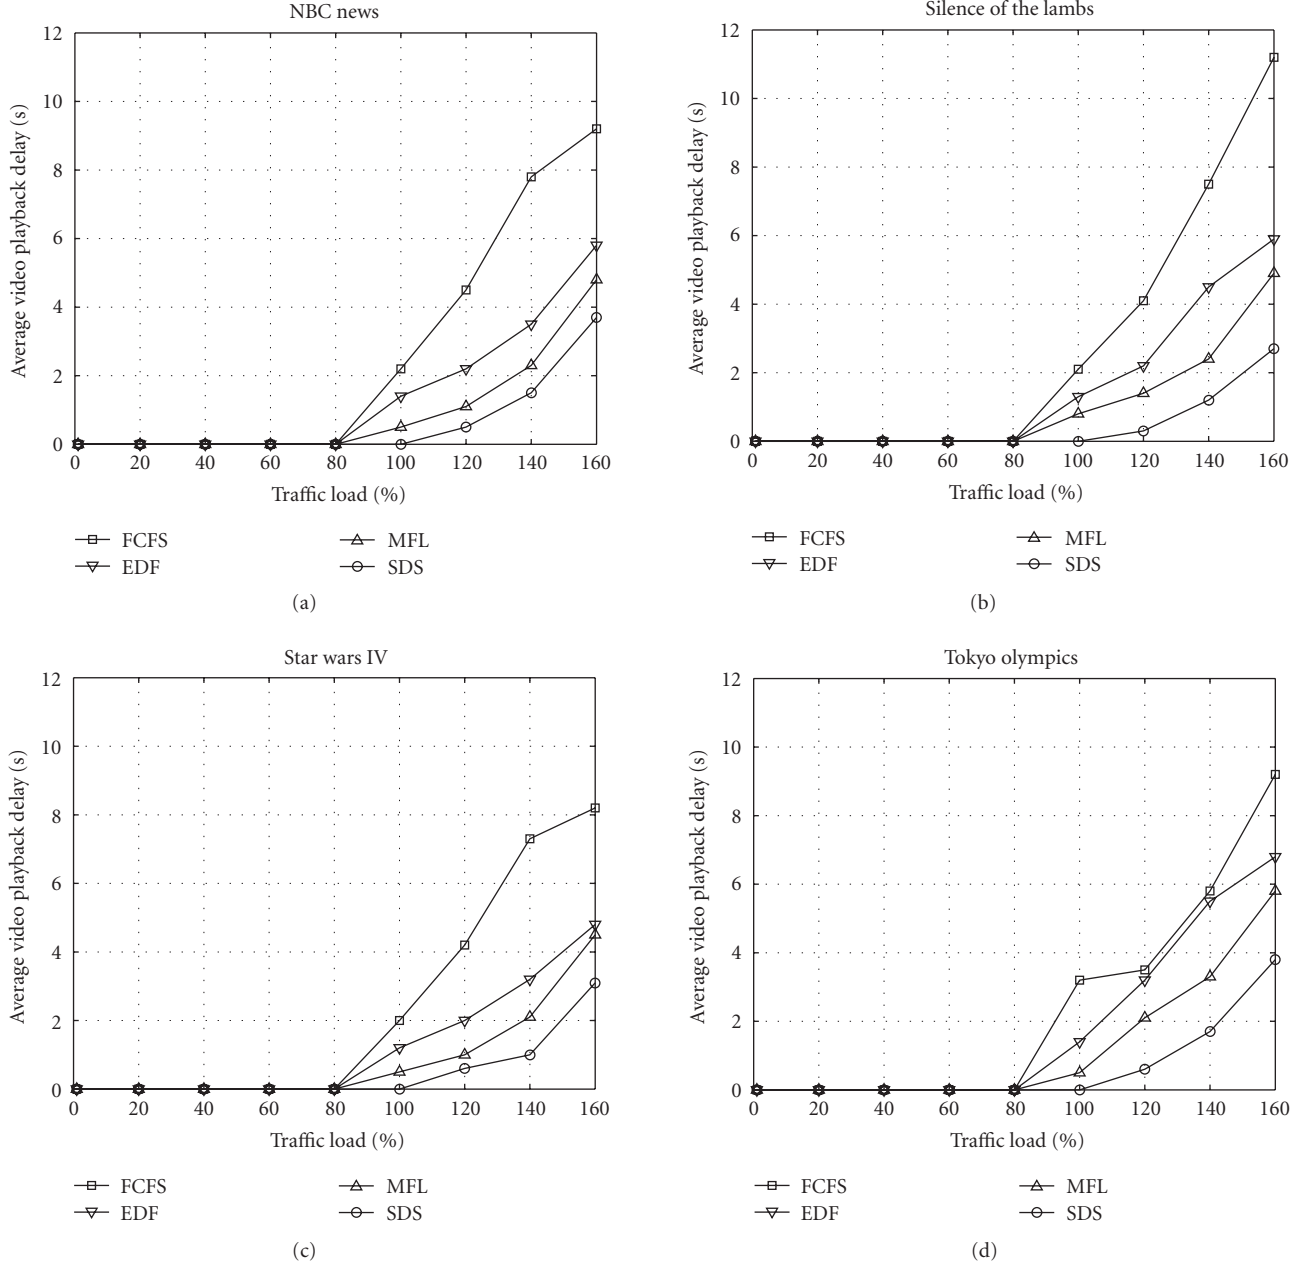 NBC news
12
10
8
6
4
2
0
Average video playback delay (s)
0 20 40 60 80 100 120 140 160
Traffic load (%)
FCFS MFL
EDF SDS
(a)
Silence of the lambs
12
10
8
6
4
2
0
Average video playback delay (s)
0 20 40 60 80 100 120 140 160
Traffic load (%)
FCFS MFL
EDF SDS
(b)
Star wars IV
12
10
8
6
4
2
0
Average video playback delay (s)
0 20 40 60 80 100 120 140 160
Traffic load (%)
FCFS MFL
EDF SDS
(c)
Tokyo olympics
12
10
8
6
4
2
0
Average video playback delay (s)
0 20 40 60 80 100 120 140 160
Traffic load (%)
FCFS MFL
EDF SDS
(d)